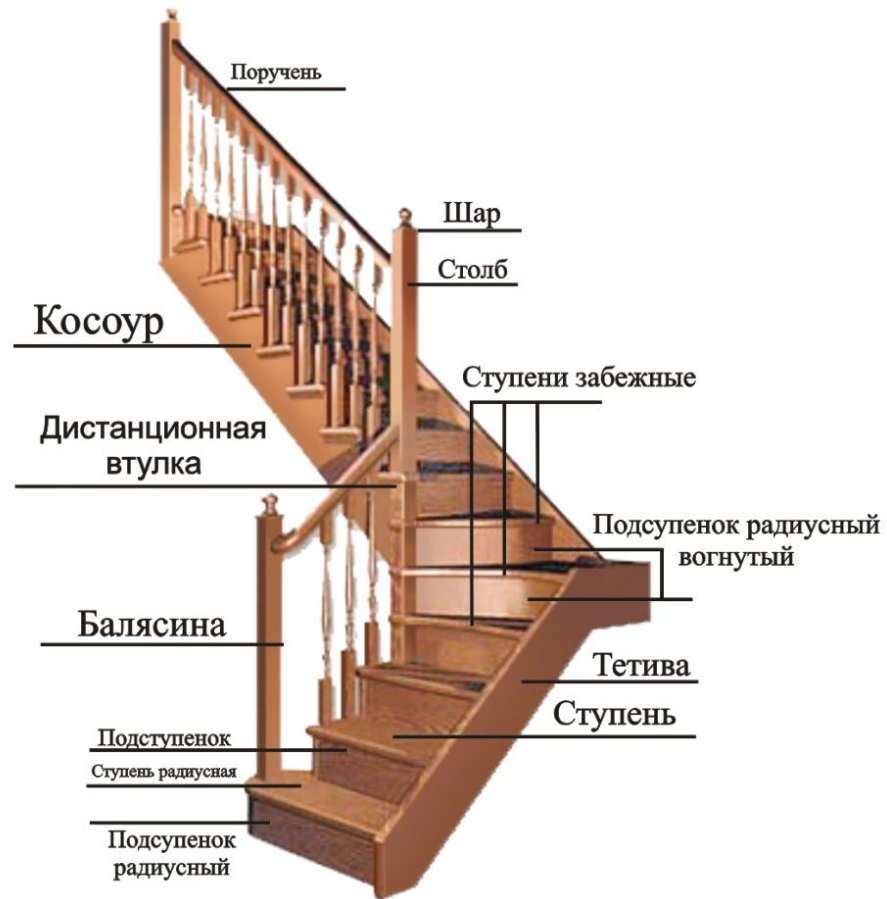 Поручень
Шар
Столб
Косоур
Ступени забежные
Дистанционная
втулка
Подсупенок радиусный
вогнутый
Балясина
Тетива
Ступень
Подступенок
Ступень радиусная
Подсупенок
радиусный